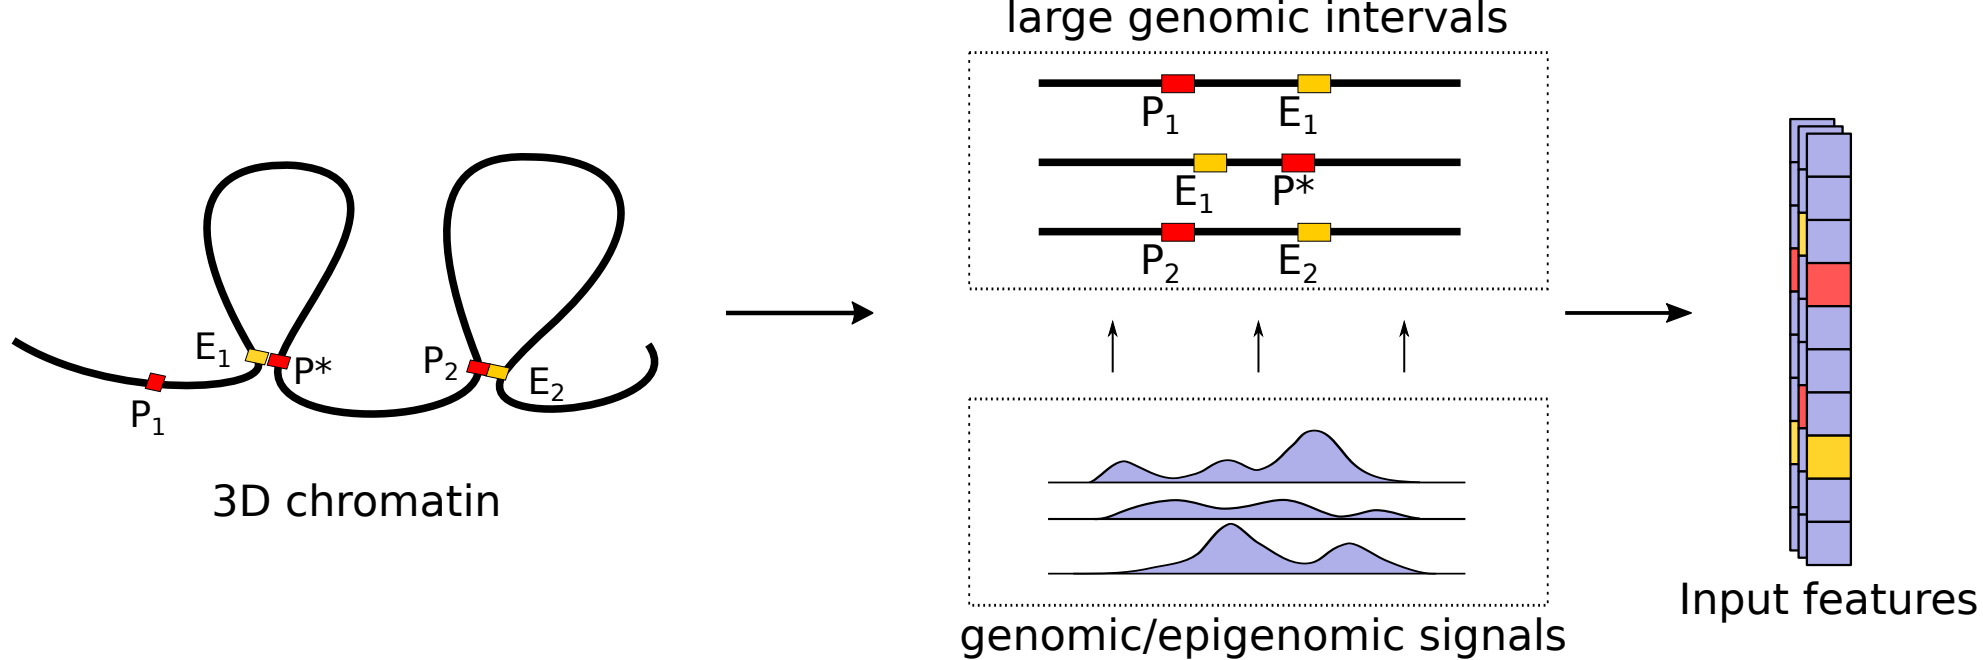 large genomic intervals
P1 E1
E1 P*
P2 E2
E1 P* P2 E2
P1
3D chromatin
Input features
genomic/epigenomic signals